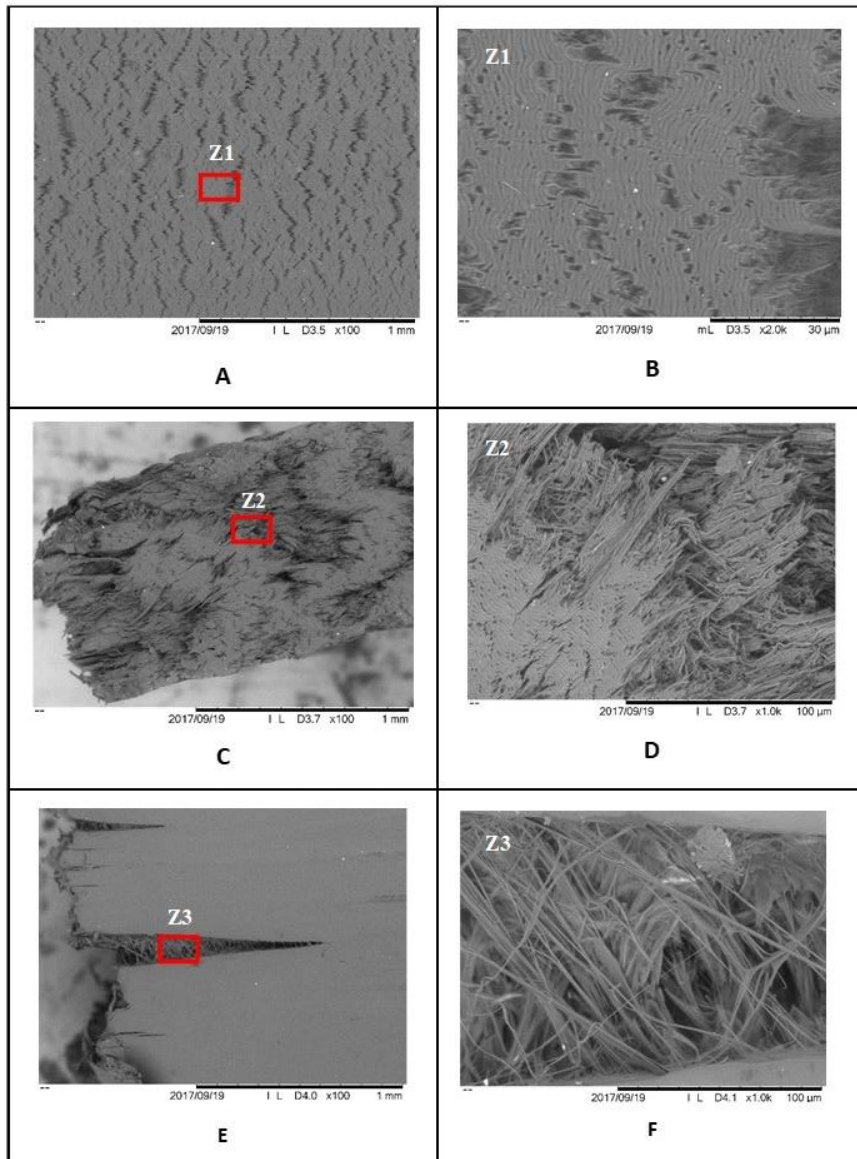 Z1
2017/09/19 I L D3.5 x100 1 mm
A
Z1
2017/09/19 mL D3.5 x2.0k 30 µm
B
Z2
2017/09/19 I L D3.7 x100 1 mm
C
Z2
2017/09/19 I L D3.7 x1.0k 100 µm
D
Z3
2017/09/19 I L D4.0 x100 1 mm
E
Z3
2017/09/19 I L D4.1 x1.0k 100 µm
F